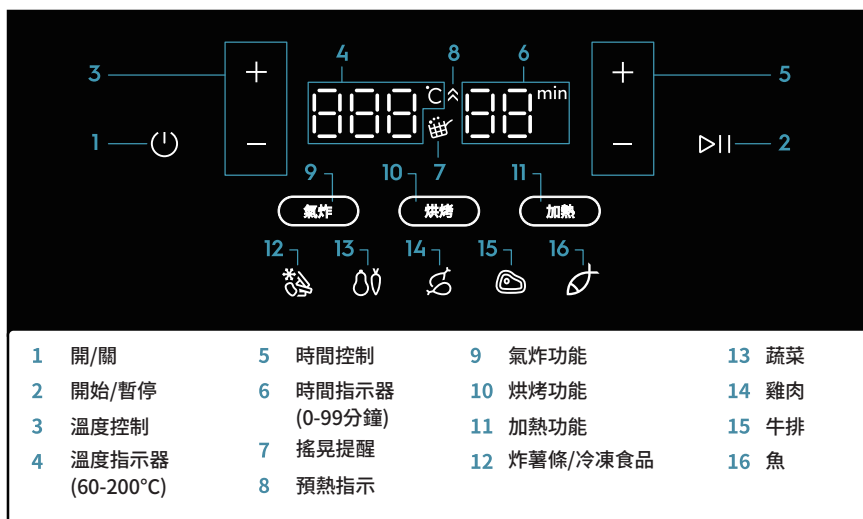 4 8 6
3 + ℃ + 5
888 88 min
1 − − 2
7
9 10 11
氣炸 烘烤 加熱
12 13 14 15 16
1 開/關
2 開始/暫停
3 溫度控制
4 溫度指示器
(60-200°C)
5 時間控制
6 時間指示器
(0-99分鐘)
7 搖晃提醒
8 預熱指示
9 氣炸功能
10 烘烤功能
11 加熱功能
12 炸薯條/冷凍食品
13 蔬菜
14 雞肉
15 牛排
16 魚